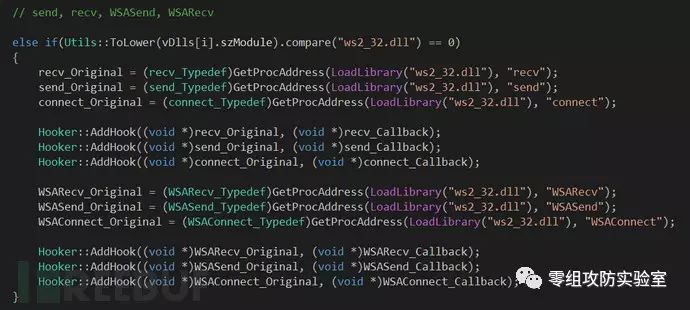 // send, recv, WSASend, WSARecv
else if(Utils::ToLower(vDlls[i].szModule).compare("ws2_32.dll") == 0)
{
recv_Original = (recv_Typedef)GetProcAddress(LoadLibrary("ws2_32.dll"), "recv");
send_Original = (send_Typedef)GetProcAddress(LoadLibrary("ws2_32.dll"), "send");
connect_Original = (connect_Typedef)GetProcAddress(LoadLibrary("ws2_32.dll"), "connect");
Hooker::AddHook((void *)recv_Original, (void *)recv_Callback);
Hooker::AddHook((void *)send_Original, (void *)send_Callback);
Hooker::AddHook((void *)connect_Original, (void *)connect_Callback);
WSARecv_Original = (WSARecv_Typedef)GetProcAddress(LoadLibrary("ws2_32.dll"), "WSARecv");
WSASend_Original = (WSASend_Typedef)GetProcAddress(LoadLibrary("ws2_32.dll"), "WSASend");
WSAConnect_Original = (WSAConnect_Typedef)GetProcAddress(LoadLibrary("ws2_32.dll"), "WSAConnect");
Hooker::AddHook((void *)WSARecv_Original, (void *)WSARecv_Callback);
Hooker::AddHook((void *)WSASend_Original, (void *)WSASend_Callback);
Hooker::AddHook((void *)WSAConnect_Original, (void *)WSAConnect_Callback);
}
零组攻防实验室